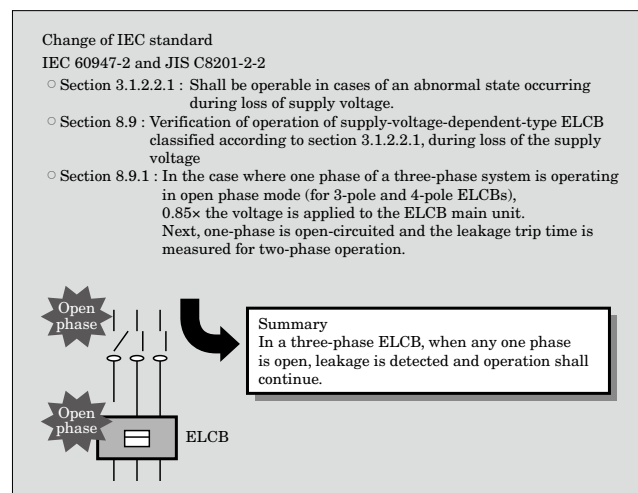 Change of IEC standard
IEC 60947-2 and JIS C8201-2-2
○ Section 3.1.2.2.1 : Shall be operable in cases of an abnormal state occurring
during loss of supply voltage.
○ Section 8.9 : Verification of operation of supply-voltage-dependent-type ELCB
classified according to section 3.1.2.2.1, during loss of the supply
voltage
○ Section 8.9.1 : In the case where one phase of a three-phase system is operating
in open phase mode (for 3-pole and 4-pole ELCBs),
0.85× the voltage is applied to the ELCB main unit.
Next, one-phase is open-circuited and the leakage trip time is
measured for two-phase operation.
Open
phase
Summary
In a three-phase ELCB, when any one phase
is open, leakage is detected and operation shall
continue.
Open
phase
ELCB